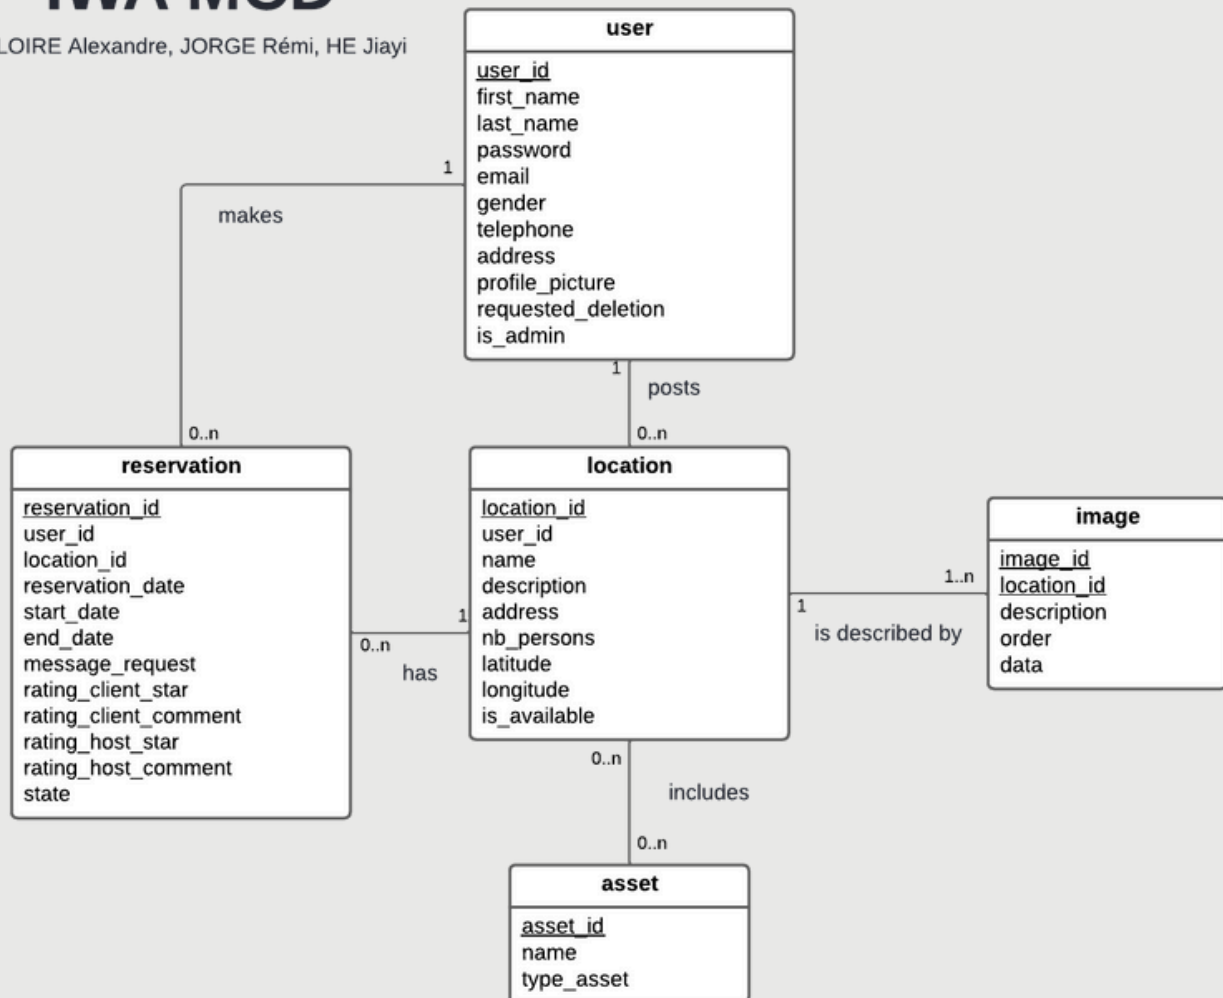 IWA MCD
LOIRE Alexandre, JORGE Rémi, HE Jiayi
user
user_id
first_name
last_name
password
email
gender
telephone
address
profile_picture
requested_deletion
is_admin
1
makes
0..n
1
posts
0..n
reservation
reservation_id
user_id
location_id
reservation_date
start_date
end_date
message_request
rating_client_star
rating_client_comment
rating_host_star
rating_host_comment
state
1
0..n
has
location
location_id
user_id
name
description
address
nb_persons
latitude
longitude
is_available
1..n
1
is described by
image
image_id
location_id
description
order
data
0..n
includes
0..n
asset
asset_id
name
type_asset